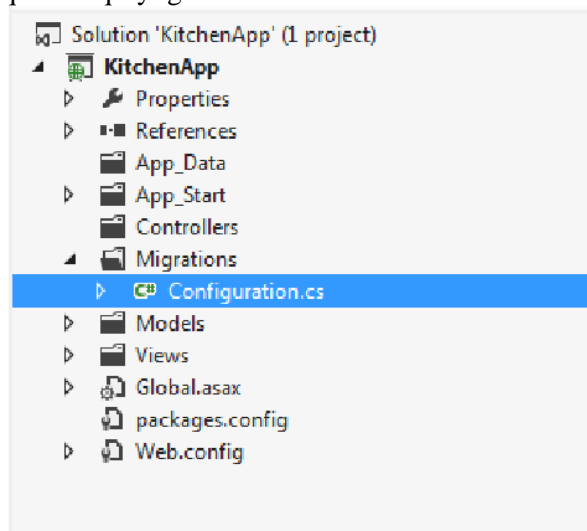 Solution 'KitchenApp' (1 project)
KitchenApp
Properties
References
App_Data
App_Start
Controllers
Migrations
C# Configuration.cs
Models
Views
Global.asax
packages.config
Web.config